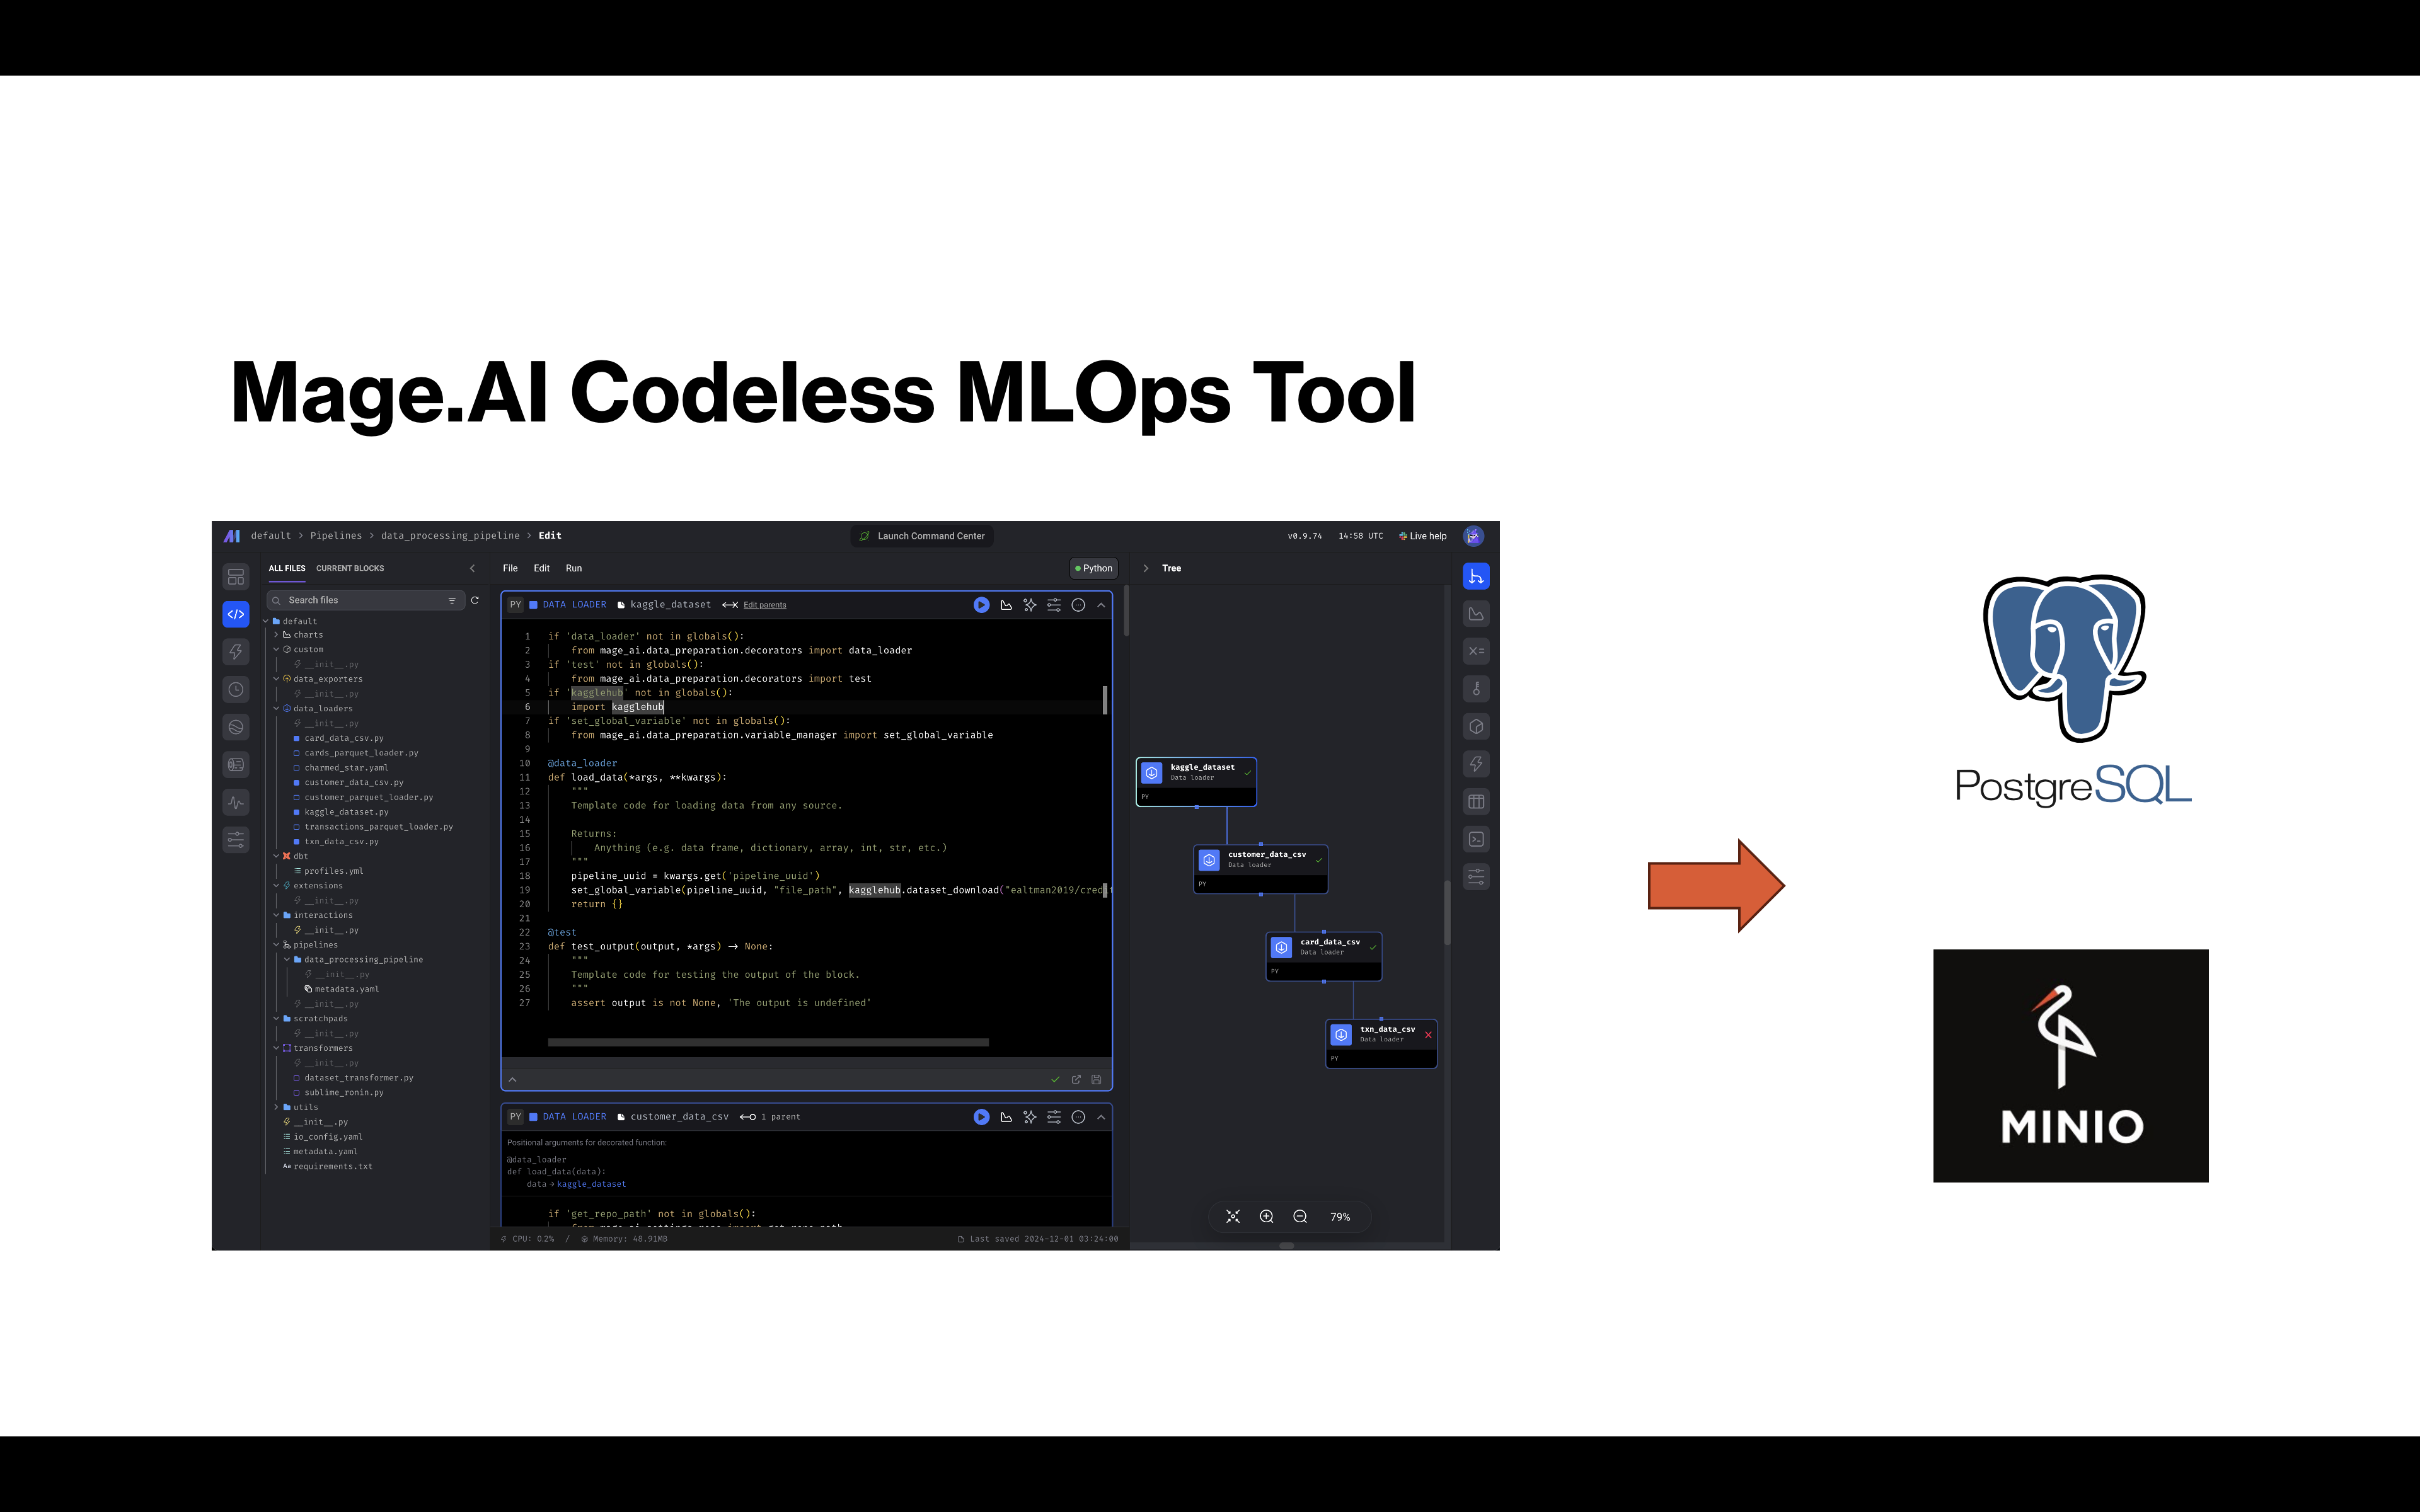 Mage.AI Codeless MLOps Tool
default > Pipelines > data_processing_pipeline > Edit
Launch Command Center
v0.9.74 14:58 UTC Live help
ALL FILES CURRENT BLOCKS
Search files
default
charts
custom
__init__.py
data_exporters
__init__.py
data_loaders
__init__.py
card_data_csv.py
cards_parquet_loader.py
charmed_star.yaml
customer_data_csv.py
customer_parquet_loader.py
kaggle_dataset.py
transactions_parquet_loader.py
txn_data_csv.py
dbt
profiles.yml
extensions
__init__.py
interactions
__init__.py
pipelines
data_processing_pipeline
__init__.py
metadata.yaml
__init__.py
scratchpads
__init__.py
transformers
__init__.py
dataset_transformer.py
sublime_ronin.py
utils
__init__.py
io_config.yaml
metadata.yaml
requirements.txt
File Edit Run
Python
PY DATA LOADER kaggle_dataset Edit parents
1 if 'data_loader' not in globals():
2 from mage_ai.data_preparation.decorators import data_loader
3 if 'test' not in globals():
4 from mage_ai.data_preparation.decorators import test
5 if 'kagglehub' not in globals():
6 import kagglehub
7 if 'set_global_variable' not in globals():
8 from mage_ai.data_preparation.variable_manager import set_global_variable
9
10 @data_loader
11 def load_data(*args, **kwargs):
12 """
13 Template code for loading data from any source.
14
15 Returns:
16 Anything (e.g. data frame, dictionary, array, int, str, etc.)
17 """
18 pipeline_uuid = kwargs.get('pipeline_uuid')
19 set_global_variable(pipeline_uuid, "file_path", kagglehub.dataset_download("ealtman2019/cred
20 return {}
21
22 @test
23 def test_output(output, *args) -> None:
24 """
25 Template code for testing the output of the block.
26 """
27 assert output is not None, 'The output is undefined'
PY DATA LOADER customer_data_csv 1 parent
Positional arguments for decorated function:
@data_loader
def load_data(data):
data → kaggle_dataset
if 'get_repo_path' not in globals():
CPU: 0.2% / Memory: 48.91MB
Last saved 2024-12-01 03:24:00
Tree
kaggle_dataset
Data loader
PY
customer_data_csv
Data loader
PY
card_data_csv
Data loader
PY
txn_data_csv
Data loader
PY
79%
PostgreSQL
MINIO